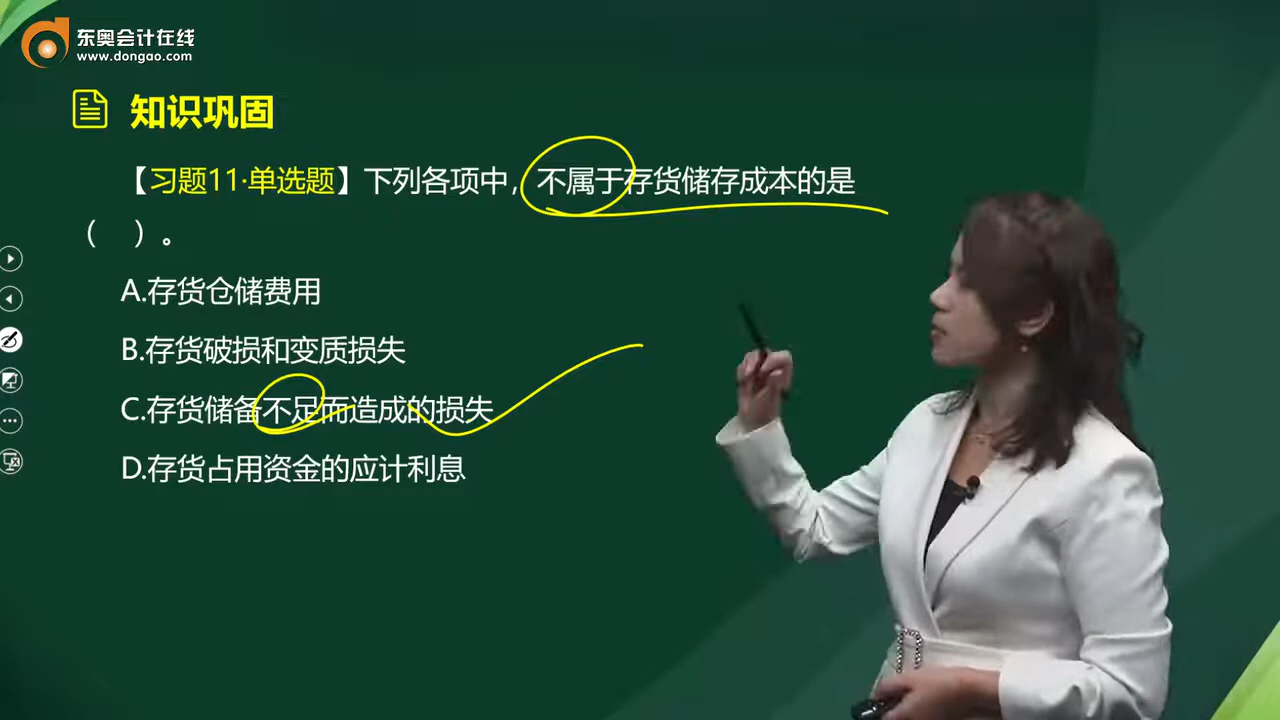 东奥会计在线
www.dongao.com
知识巩固
【习题11·单选题】下列各项中，不属于存货储存成本的是
（ ）。
A.存货仓储费用
B.存货破损和变质损失
C.存货储备不足而造成的损失
D.存货占用资金的应计利息